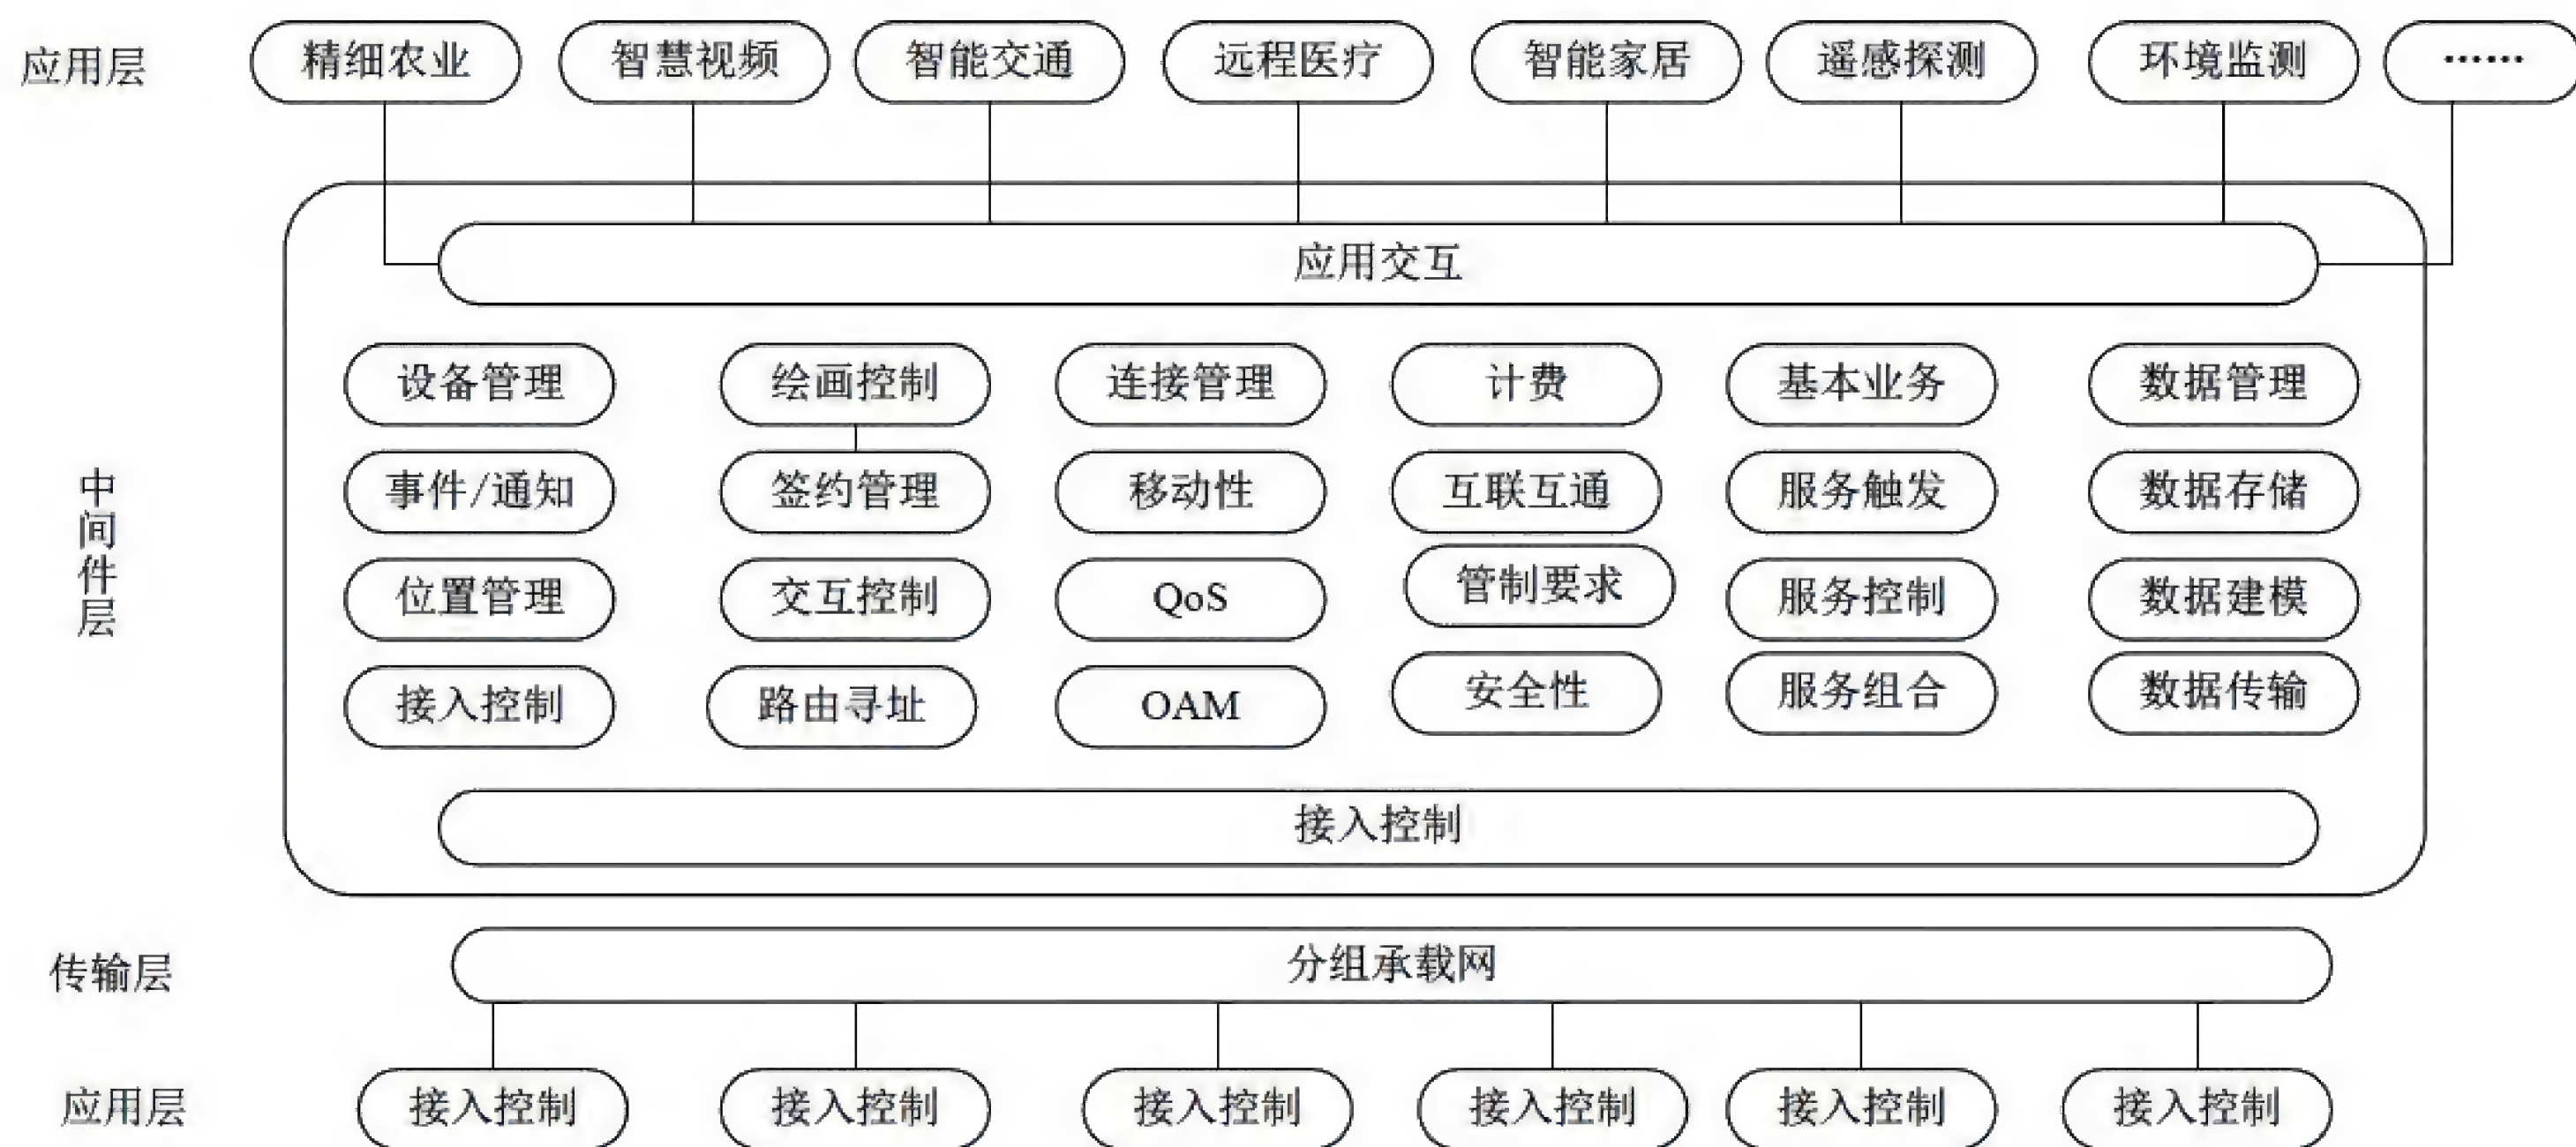 应用层 精细农业 智慧视频 智能交通 远程医疗 智能家居 遥感探测 环境监测 ……
应用交互
设备管理 绘画控制 连接管理 计费 基本业务 数据管理
中间件层
事件/通知 签约管理 移动性 互联互通 服务触发 数据存储
位置管理 交互控制 QoS 管制要求 服务控制 数据建模
接入控制 路由寻址 OAM 安全性 服务组合 数据传输
接入控制
传输层 分组承载网
应用层 接入控制 接入控制 接入控制 接入控制 接入控制 接入控制